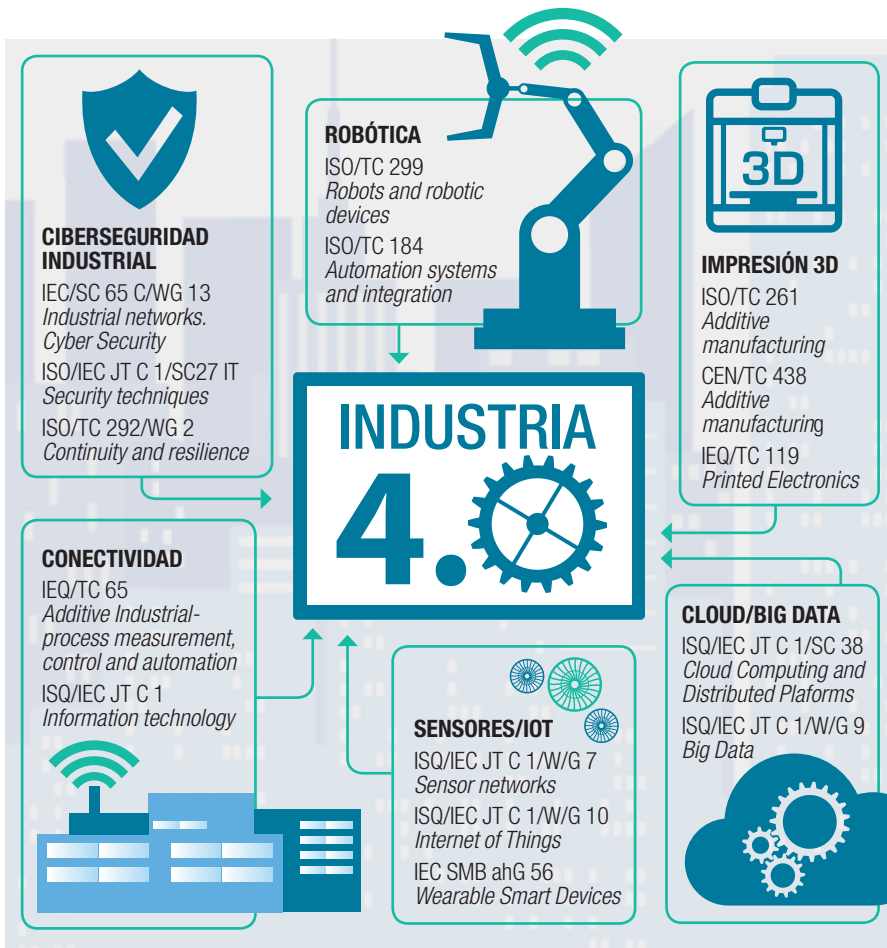 CIBERSEGURIDAD
INDUSTRIAL
IEC/SC 65 C/WG 13
Industrial networks.
Cyber Security
ISO/IEC JT C 1/SC27 IT
Security techniques
ISO/TC 292/WG 2
Continuity and resilience
ROBÓTICA
ISO/TC 299
Robots and robotic
devices
ISO/TC 184
Automation systems
and integration
3D
IMPRESIÓN 3D
ISO/TC 261
Additive
manufacturing
CEN/TC 438
Additive
manufacturing
IEQ/TC 119
Printed Electronics
INDUSTRIA
4.0
CONECTIVIDAD
IEQ/TC 65
Additive Industrial-
process measurement,
control and automation
ISQ/IEC JT C 1
Information technology
SENSORES/IOT
ISQ/IEC JT C 1/W/G 7
Sensor networks
ISQ/IEC JT C 1/W/G 10
Internet of Things
IEC SMB ahG 56
Wearable Smart Devices
CLOUD/BIG DATA
ISQ/IEC JT C 1/SC 38
Cloud Computing and
Distributed Plaforms
ISQ/IEC JT C 1/W/G 9
Big Data